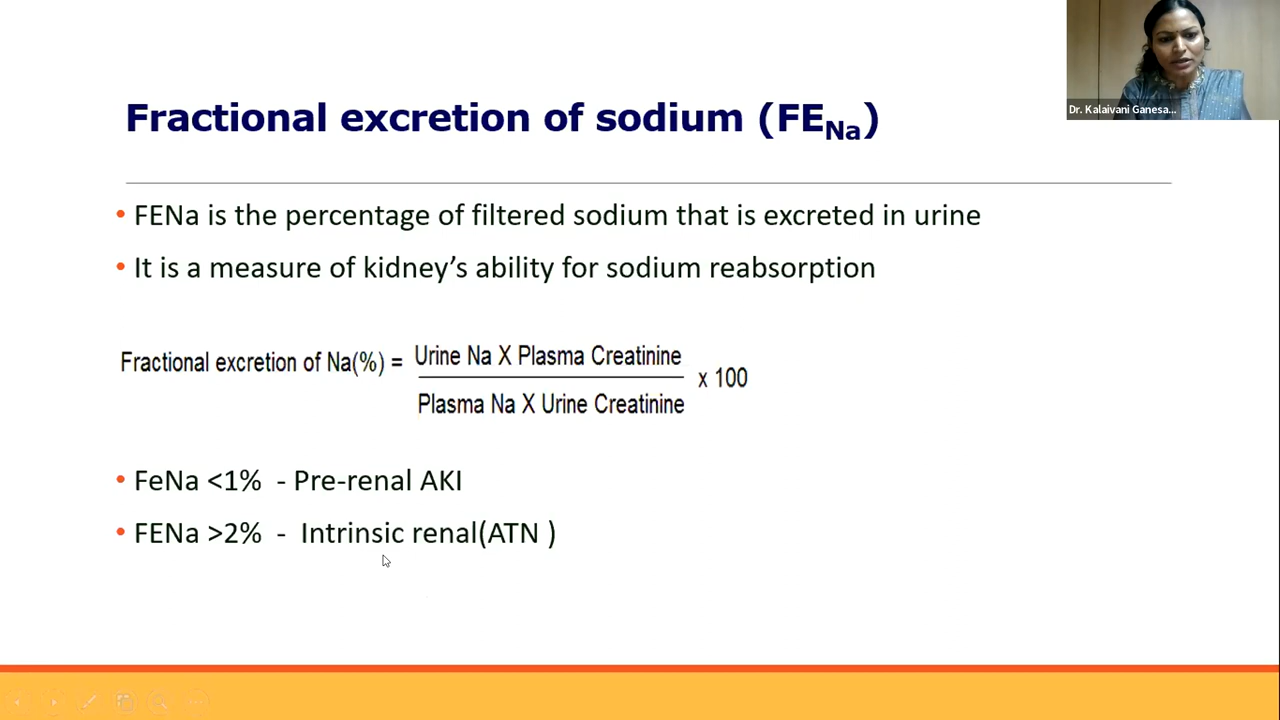 Dr. Kalaivani Ganesa...
Fractional excretion of sodium (FENa)
• FENa is the percentage of filtered sodium that is excreted in urine
• It is a measure of kidney's ability for sodium reabsorption
Fractional excretion of Na(%) = Urine Na X Plasma Creatinine
Plasma Na X Urine Creatinine
x 100
• FeNa <1% - Pre-renal AKI
• FENa >2% - Intrinsic renal(ATN )